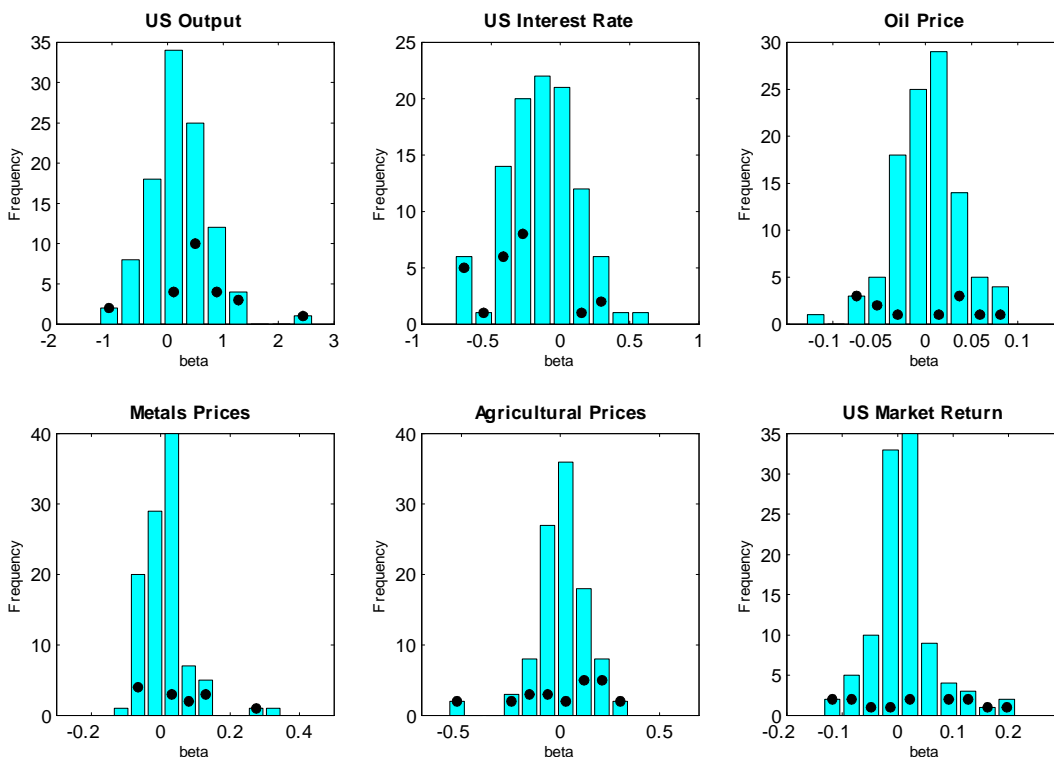 US Output US Interest Rate Oil Price
35 25 30
30 20 25
25 15 20
20 10 15
15 5 10
10 0 5
5 0
0
Frequency Frequency Frequency
-2 -1 0 1 2 3 -1 -0.5 0 0.5 1 -0.1 -0.05 0 0.05 0.1
beta beta beta
Metals Prices Agricultural Prices US Market Return
40 40 35
30 30 30
20 20 25
10 10 20
0 0 15
10
5
0
Frequency Frequency Frequency
-0.2 0 0.2 0.4 -0.5 0 0.5 -0.2 -0.1 0 0.1 0.2
beta beta beta